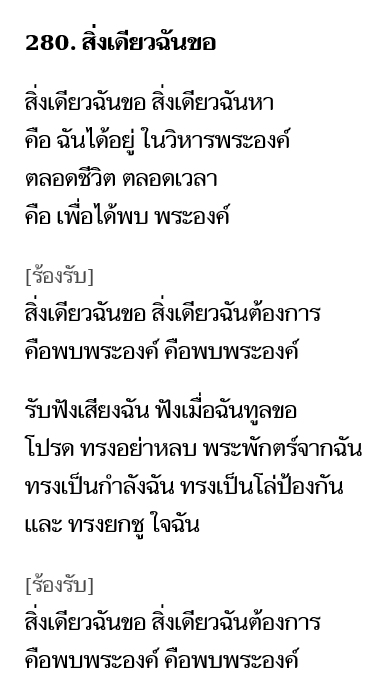 280. สิ่งเดียวฉันขอ
สิ่งเดียวฉันขอ สิ่งเดียวฉันหา
คือ ฉันได้อยู่ ในวิหารพระองค์
ตลอดชีวิต ตลอดเวลา
คือ เพื่อได้พบ พระองค์
[ร้องรับ]
สิ่งเดียวฉันขอ สิ่งเดียวฉันต้องการ
คือพบพระองค์ คือพบพระองค์
รับฟังเสียงฉัน ฟังเมื่อฉันทูลขอ
โปรด ทรงอย่าหลบ พระพักตร์จากฉัน
ทรงเป็นกำลังฉัน ทรงเป็นโล่ป้องกัน
และ ทรงยกชู ใจฉัน
[ร้องรับ]
สิ่งเดียวฉันขอ สิ่งเดียวฉันต้องการ
คือพบพระองค์ คือพบพระองค์